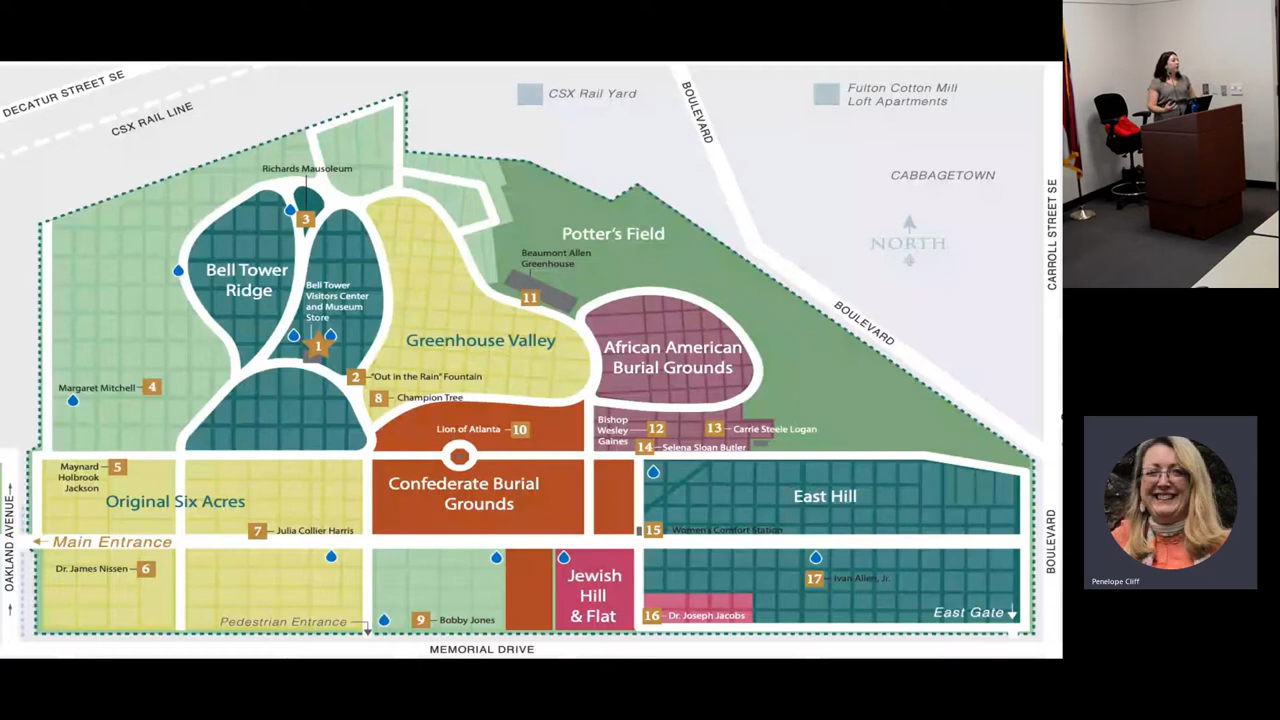 DECATUR STREET SE
CSX RAIL LINE
CSX RAIL YARD
BOULEVARD
Fulton Cotton Mill
Loft Apartments
CABBAGETOWN
CARROLL STREET SE
NORTH
Richards Mausoleum
3
Potter's Field
Beaumont Allen
Greenhouse
11
Bell Tower
Ridge
Bell Tower
Visitors Center
and Museum
Store
1
BOULEVARD
Greenhouse Valley
African American
Burial Grounds
Margaret Mitchell
4
2
"Out in the Rain" Fountain
8
Champion Tree
Lion of Atlanta
10
Bishop
Wesley
Gaines
12
13
Carrie Steele Logan
14
Selena Sloan Butler
Maynard
Holbrook
Jackson
5
Original Six Acres
Confederate Burial
Grounds
East Hill
7
Julia Collier Harris
15
Women's Comfort Station
Main Entrance
OAKLAND AVENUE
BOULEVARD
Dr. James Nissen
6
Jewish
Hill
& Flat
17
Ivan Allen, Jr.
Pedestrian Entrance
9
Bobby Jones
16
Dr. Joseph Jacobs
East Gate
MEMORIAL DRIVE
Penelope Cliff